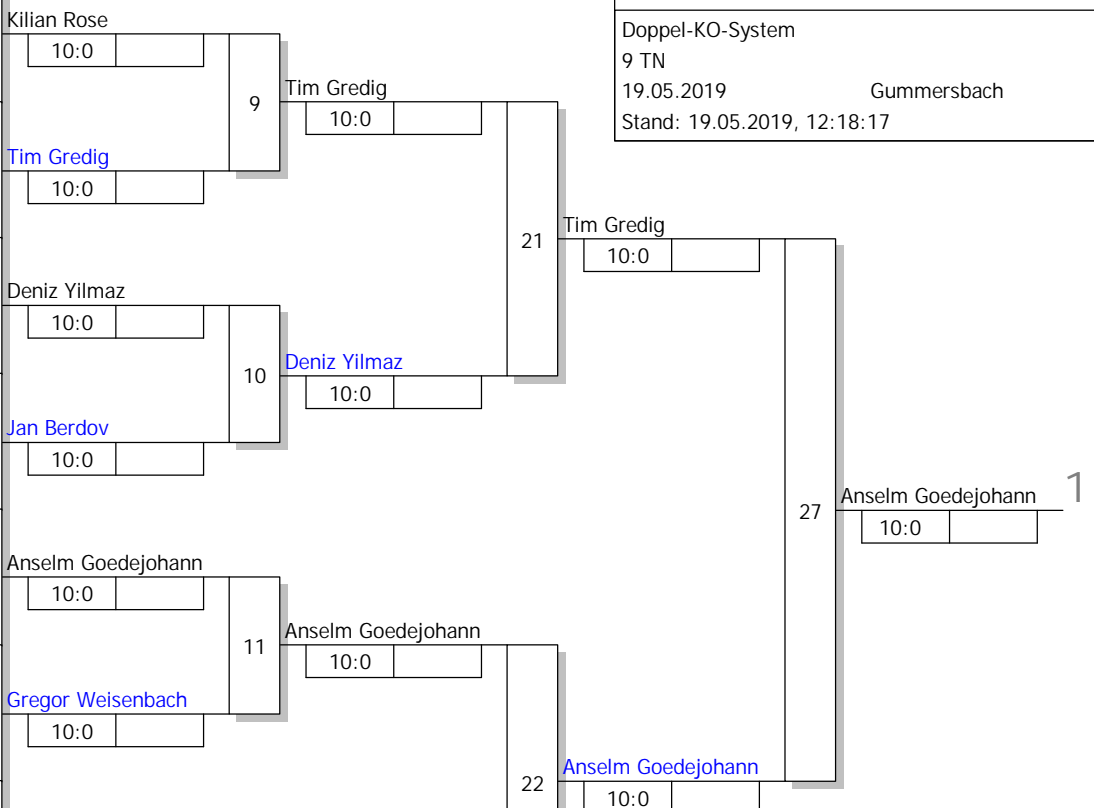 Kilian Rose
10:0
9
Tim Gredig
10:0
Tim Gredig
10:0
Doppel-KO-System
9 TN
19.05.2019 Gummersbach
Stand: 19.05.2019, 12:18:17
21
Tim Gredig
10:0
Deniz Yilmaz
10:0
10
Deniz Yilmaz
10:0
Jan Berdov
10:0
27
Anselm Goedejohann 1
10:0
Anselm Goedejohann
10:0
11
Anselm Goedejohann
10:0
Gregor Weisenbach
10:0
22
Anselm Goedejohann
10:0